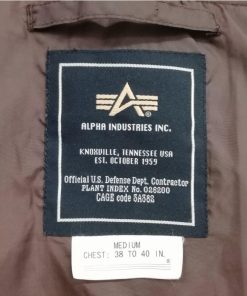 ALPHA INDUSTRIES INC.
KNOXVILLE, TENNESSEE USA
EST. OCTOBER 1959
Official U.S. Defense Dept. Contractor
PLANT INDEX No. 026200
CAGE code 3A362
MEDIUM
CHEST: 38 TO 40 IN.